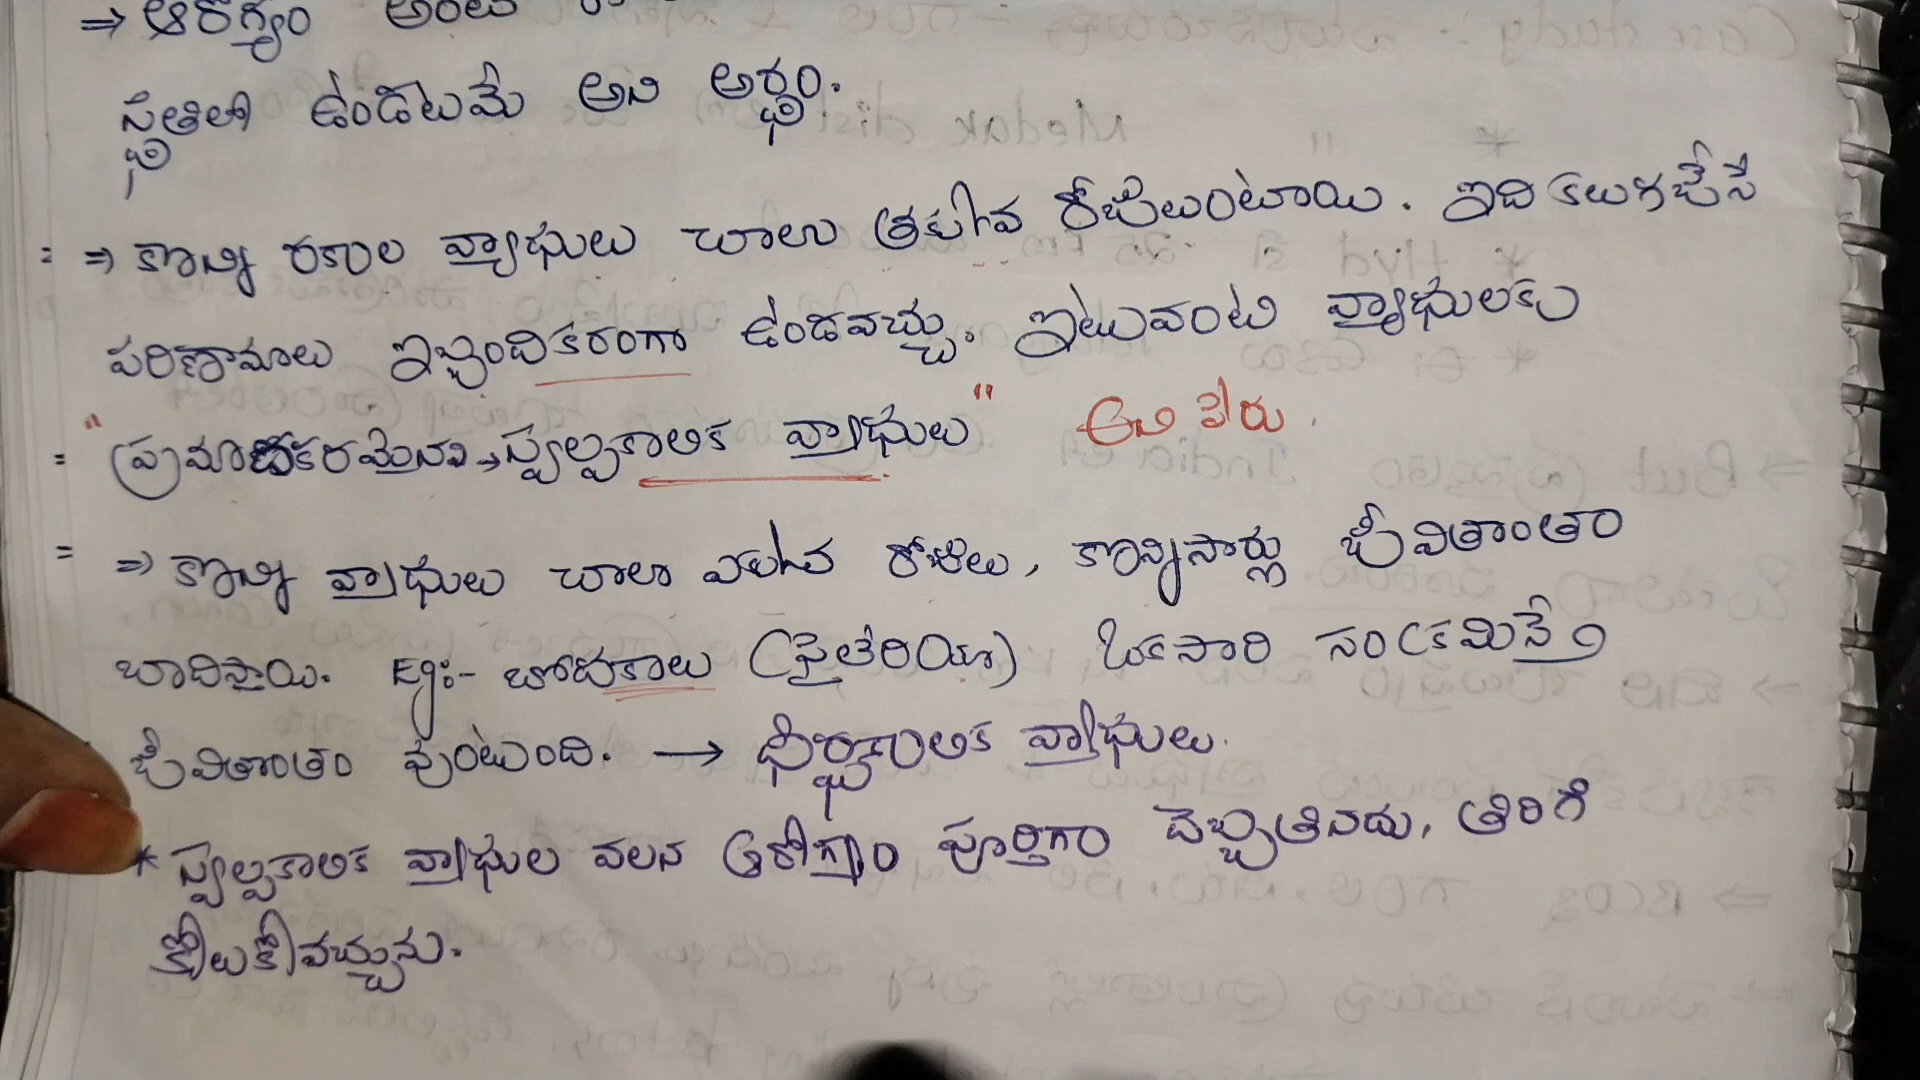 ⇒ ఆరోగ్యం అంటే
స్థితిలో ఉండటమే అని అర్థం.
⇒ కొన్ని రకాల వ్యాధులు చాలా తక్కువ రోజులుంటాయి. ఇది కలుగజేసే
పరిణామాలు ఇబ్బందికరంగా ఉండవచ్చు. ఇటువంటి వ్యాధులకు
"ప్రమాదకరమైనవి → స్వల్పకాలిక వ్యాధులు" అని పేరు.
⇒ కొన్ని వ్యాధులు చాలా ఎక్కువ రోజులు, కొన్నిసార్లు జీవితాంతం
బాదిస్తాయి. Eg:- బోదకాలు (ఫైలేరియా) ఒకసారి సంక్రమిస్తే
జీవితాంతం వుంటుంది. → దీర్ఘకాలిక వ్యాధులు.
* స్వల్పకాలిక వ్యాధుల వలన ఆరోగ్యం పూర్తిగా దెబ్బతినదు, తిరిగి
కోలుకోవచ్చును.